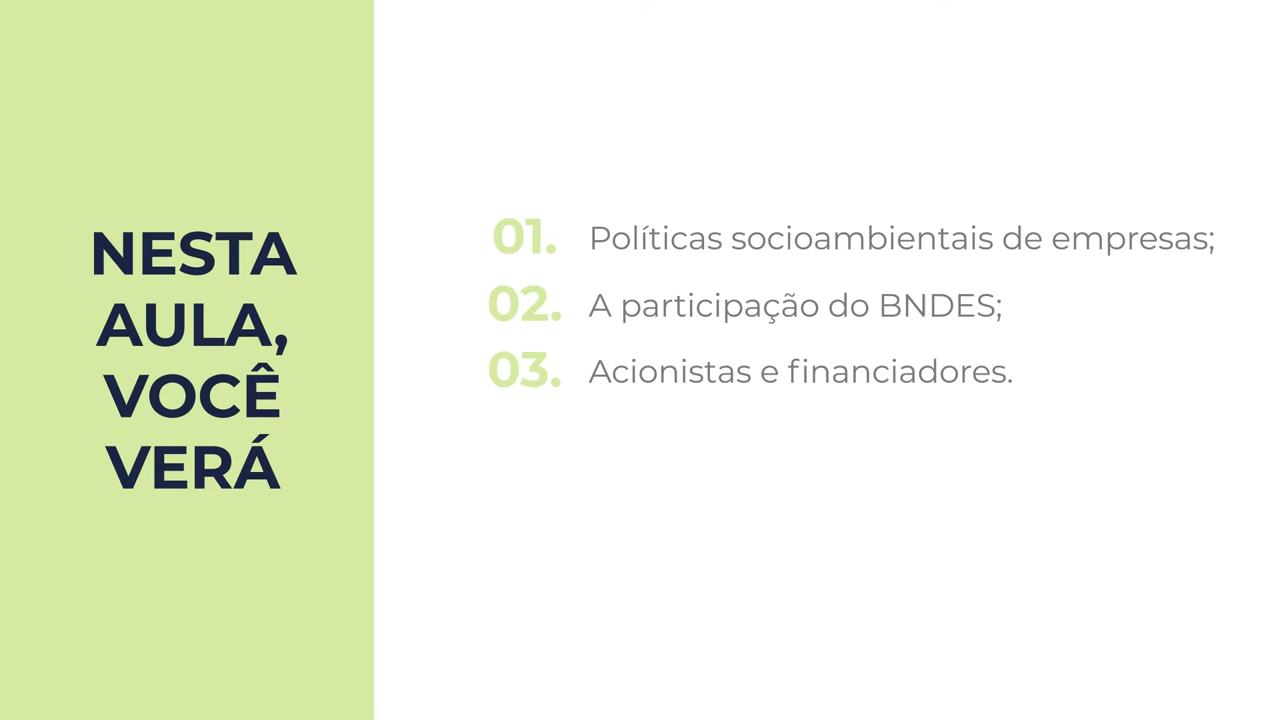 NESTA
AULA,
VOCÊ
VERÁ
01. Políticas socioambientais de empresas;
02. A participação do BNDES;
03. Acionistas e financiadores.